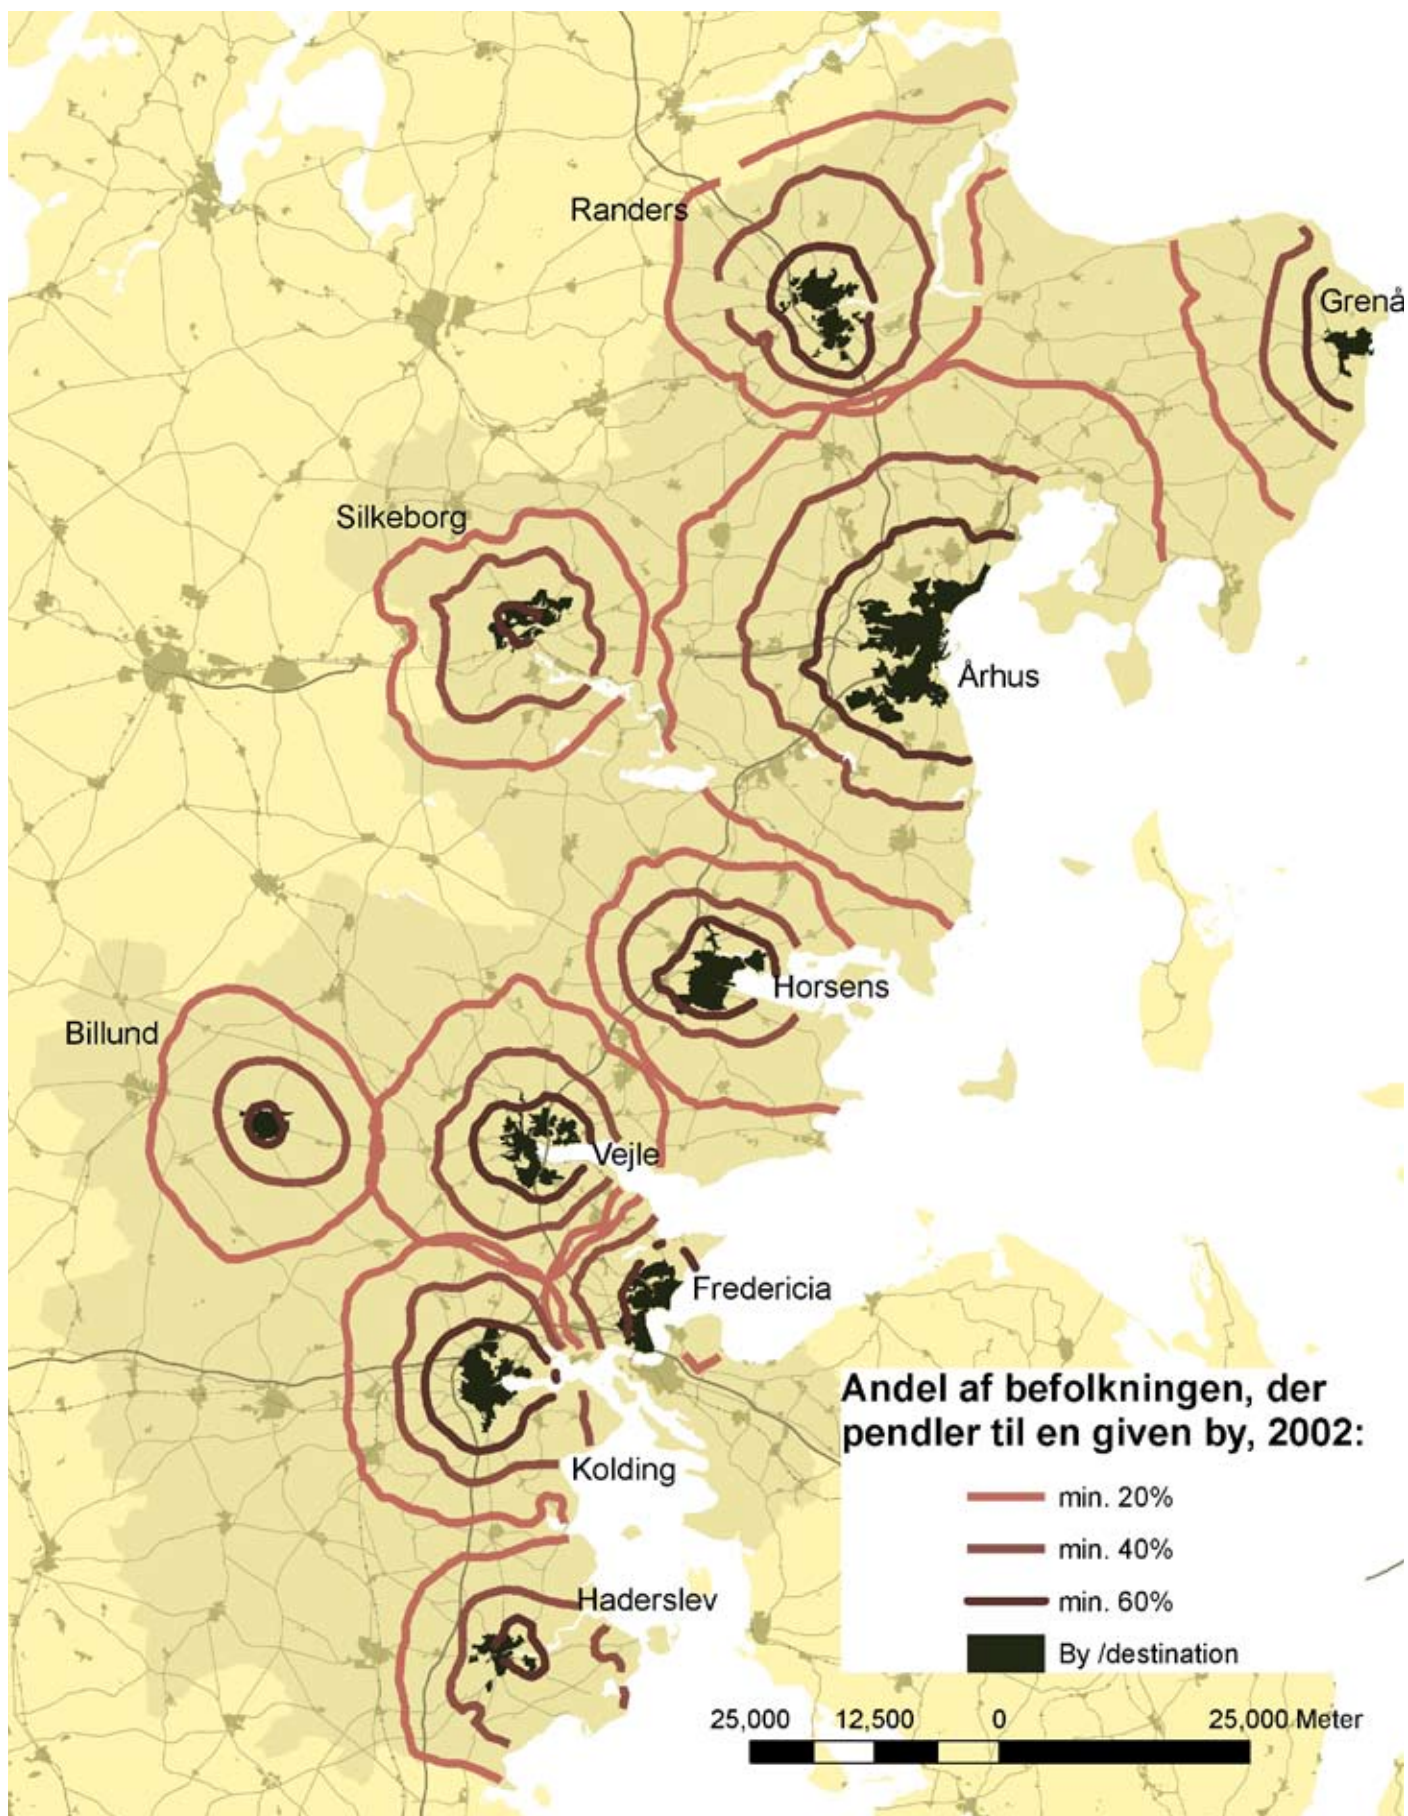 Randers
Grenå
Silkeborg
Århus
Horsens
Billund
Vejle
Fredericia
Kolding
Haderslev
Andel af befolkningen, der
pendler til en given by, 2002:
min. 20%
min. 40%
min. 60%
By /destination
25,000 12,500 0 25,000 Meter